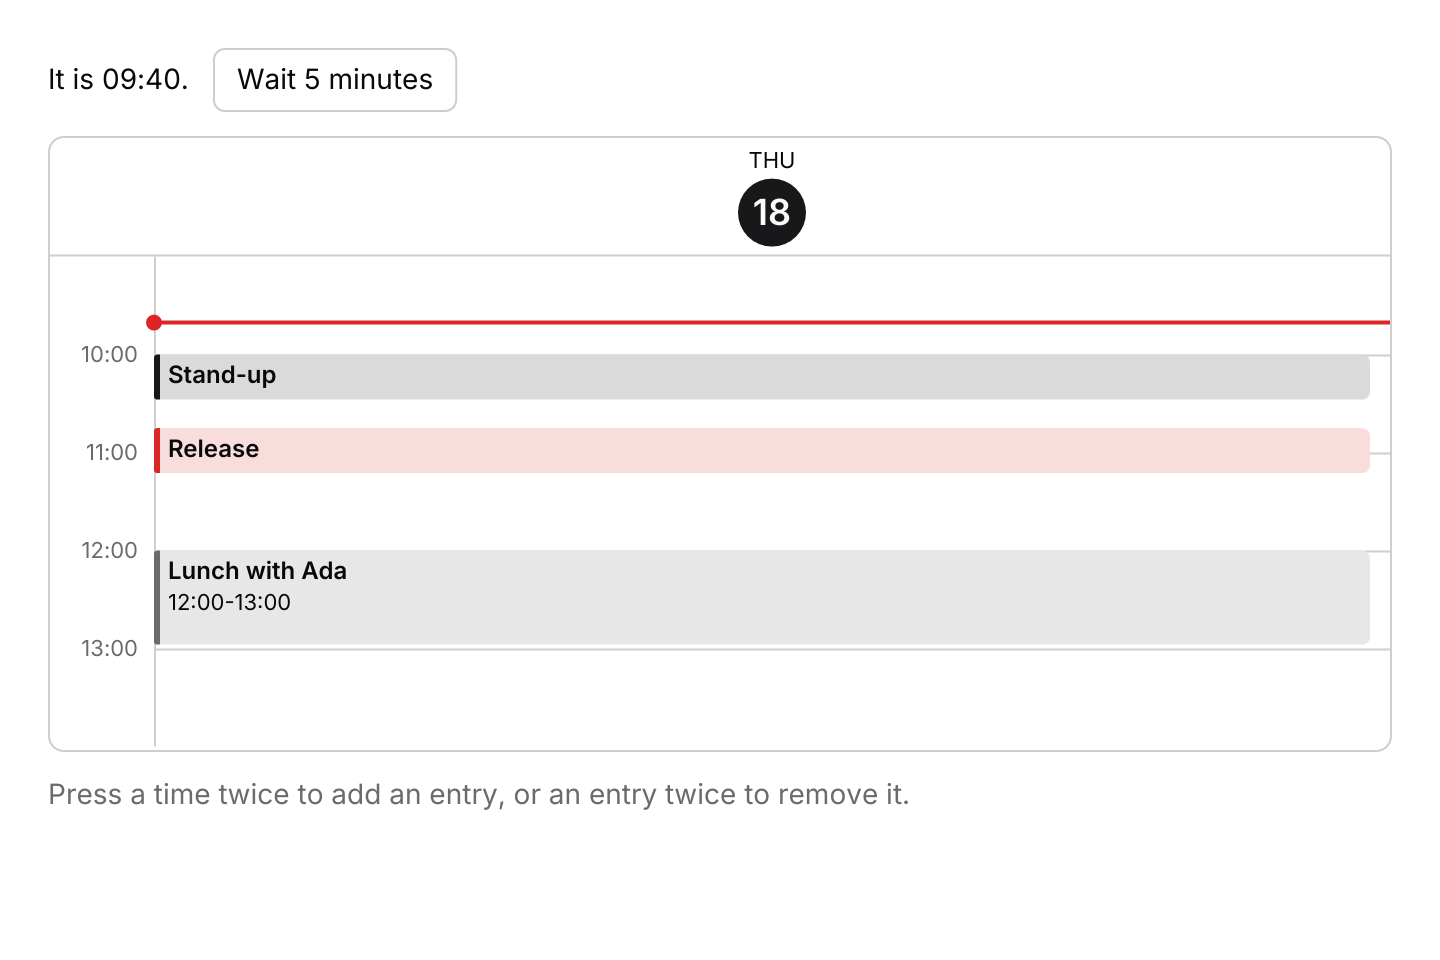 It is 09:40.
Wait 5 minutes
THU
18
10:00
Stand-up
11:00
Release
12:00
Lunch with Ada
12:00-13:00
13:00
Press a time twice to add an entry, or an entry twice to remove it.